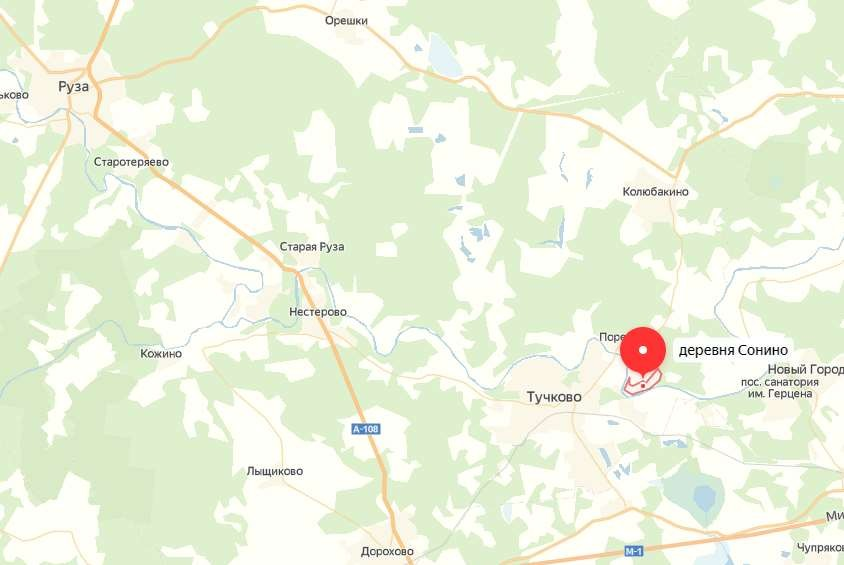 Орешки
Руза
ьково
Старотеряево
Колюбакино
Старая Руза
Нестерово
Поре
деревня Сонино
Кожино
Новый Город
пос. санатория
им. Герцена
Тучково
А-108
Лыщиково
Дорохово
М-1
Ми
Чупряков